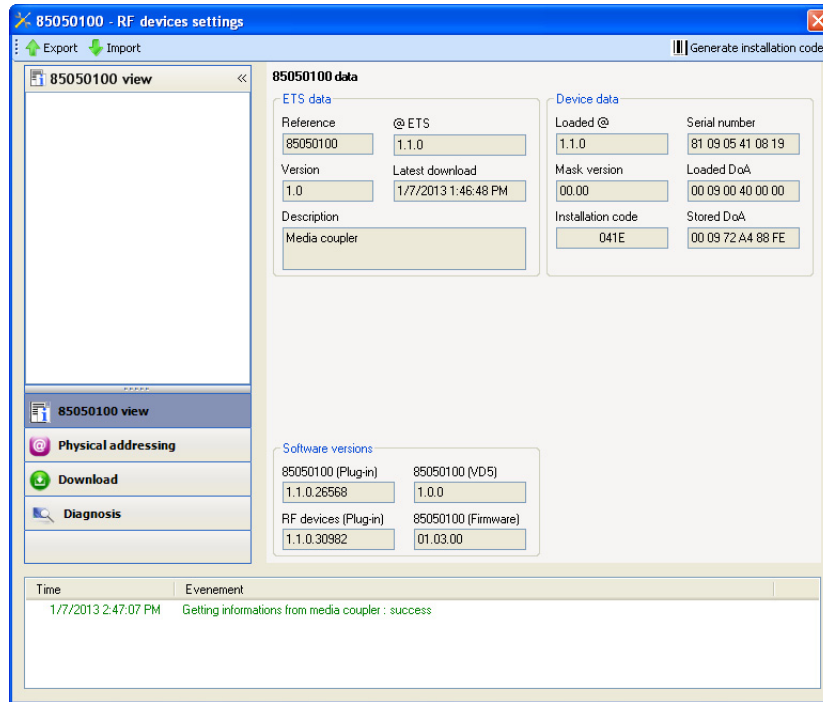 85050100 - RF devices settings
Export Import Generate installation code
85050100 view «
85050100 data
ETS data
Reference @ ETS
85050100 1.1.0
Version Latest download
1.0 1/7/2013 1:46:48 PM
Description
Media coupler
Device data
Loaded @ Serial number
1.1.0 81 09 05 41 08 19
Mask version Loaded DoA
00.00 00 09 00 40 00 00
Installation code Stored DoA
041E 00 09 72 A4 88 FE
85050100 view
Physical addressing
Download
Diagnosis
Software versions
85050100 (Plug-in) 85050100 (VD5)
1.1.0.26568 1.0.0
RF devices (Plug-in) 85050100 (Firmware)
1.1.0.30982 01.03.00
Time Evenement
1/7/2013 2:47:07 PM Getting informations from media coupler : success